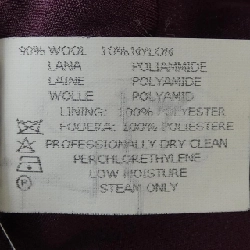 90% WOOL 10% NYLON
LANA POLIAMMIDE
LAINE POLYAMIDE
WOLLE POLYAMID
LINING: 100% POLYESTER
FODERA: 100% POLIESTERE
PROFESSIONALLY DRY CLEAN
PERCHLORETHYLENE
LOW MOISTURE
STEAM ONLY